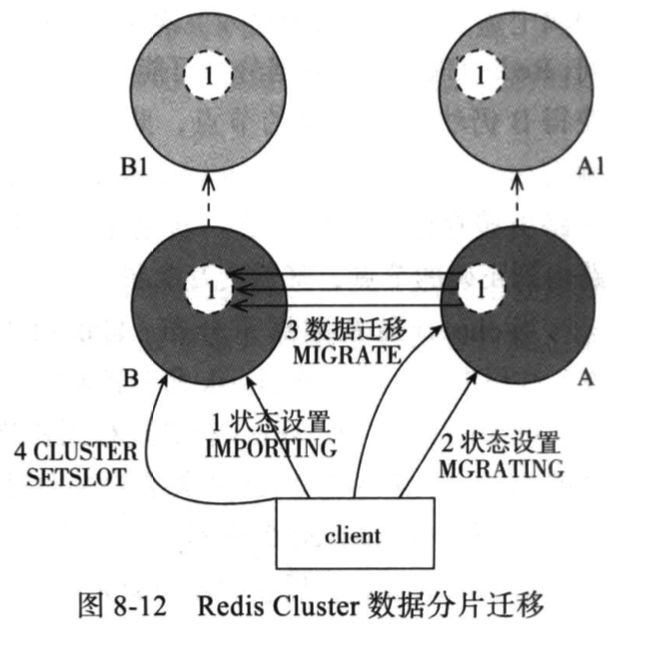 1
1
B1
A1
1
1
3 数据迁移
MIGRATE
B
A
1 状态设置
IMPORTING
2 状态设置
MGRATING
4 CLUSTER
SETSLOT
client
图 8-12 Redis Cluster 数据分片迁移